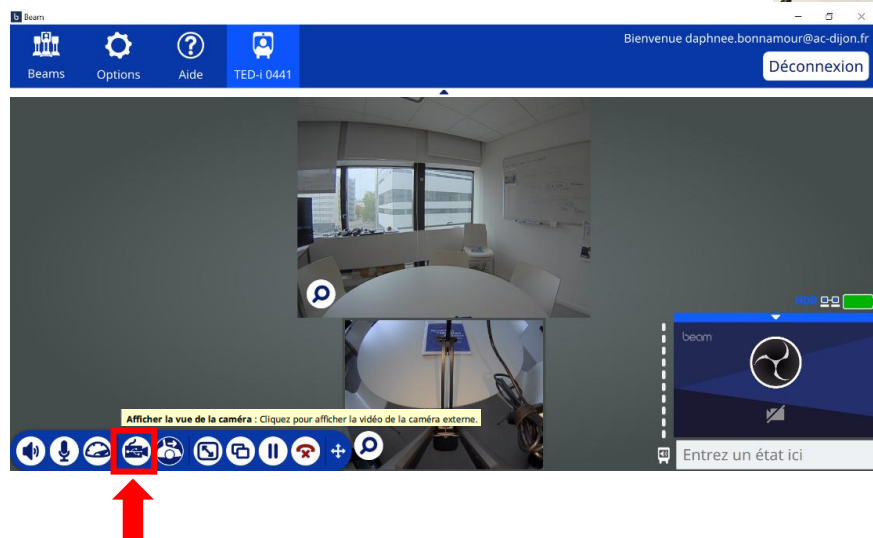 Beam
Bienvenue daphnee.bonnamour@ac-dijon.fr
Beams
Options
Aide
TED-i 0441
Déconnexion
beam
Afficher la vue de la caméra : Cliquez pour afficher la vidéo de la caméra externe.
Entrez un état ici